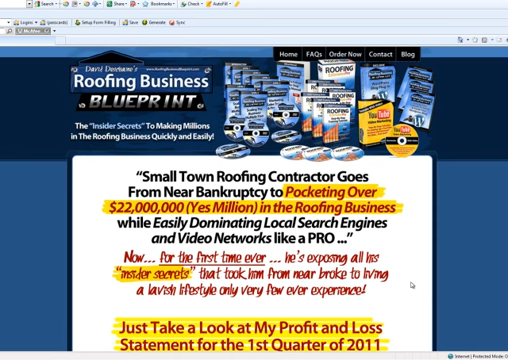 Search
Share
Bookmarks
Check
AutoFill
Logins
(postcards)
Setup Form Filling
Save
Generate
Sync
Home FAQs Order Now Contact Blog
Roofing Business
BLUEPRINT
The "Insider Secrets" To Making Millions
in The Roofing Business Quickly and Easily!
ROOFING
YouTube
"Small Town Roofing Contractor Goes
From Near Bankruptcy to Pocketing Over
$22,000,000 (Yes Million) in the Roofing Business
while Easily Dominating Local Search Engines
and Video Networks like a PRO ..."
Now... for the first time ever ... he's exposing all his
"insider secrets" that took him from near broke to living
a lavish lifestyle only very few ever experience!
Just Take a Look at My Profit and Loss
Statement for the 1st Quarter of 2011
Internet | Protected Mode: O